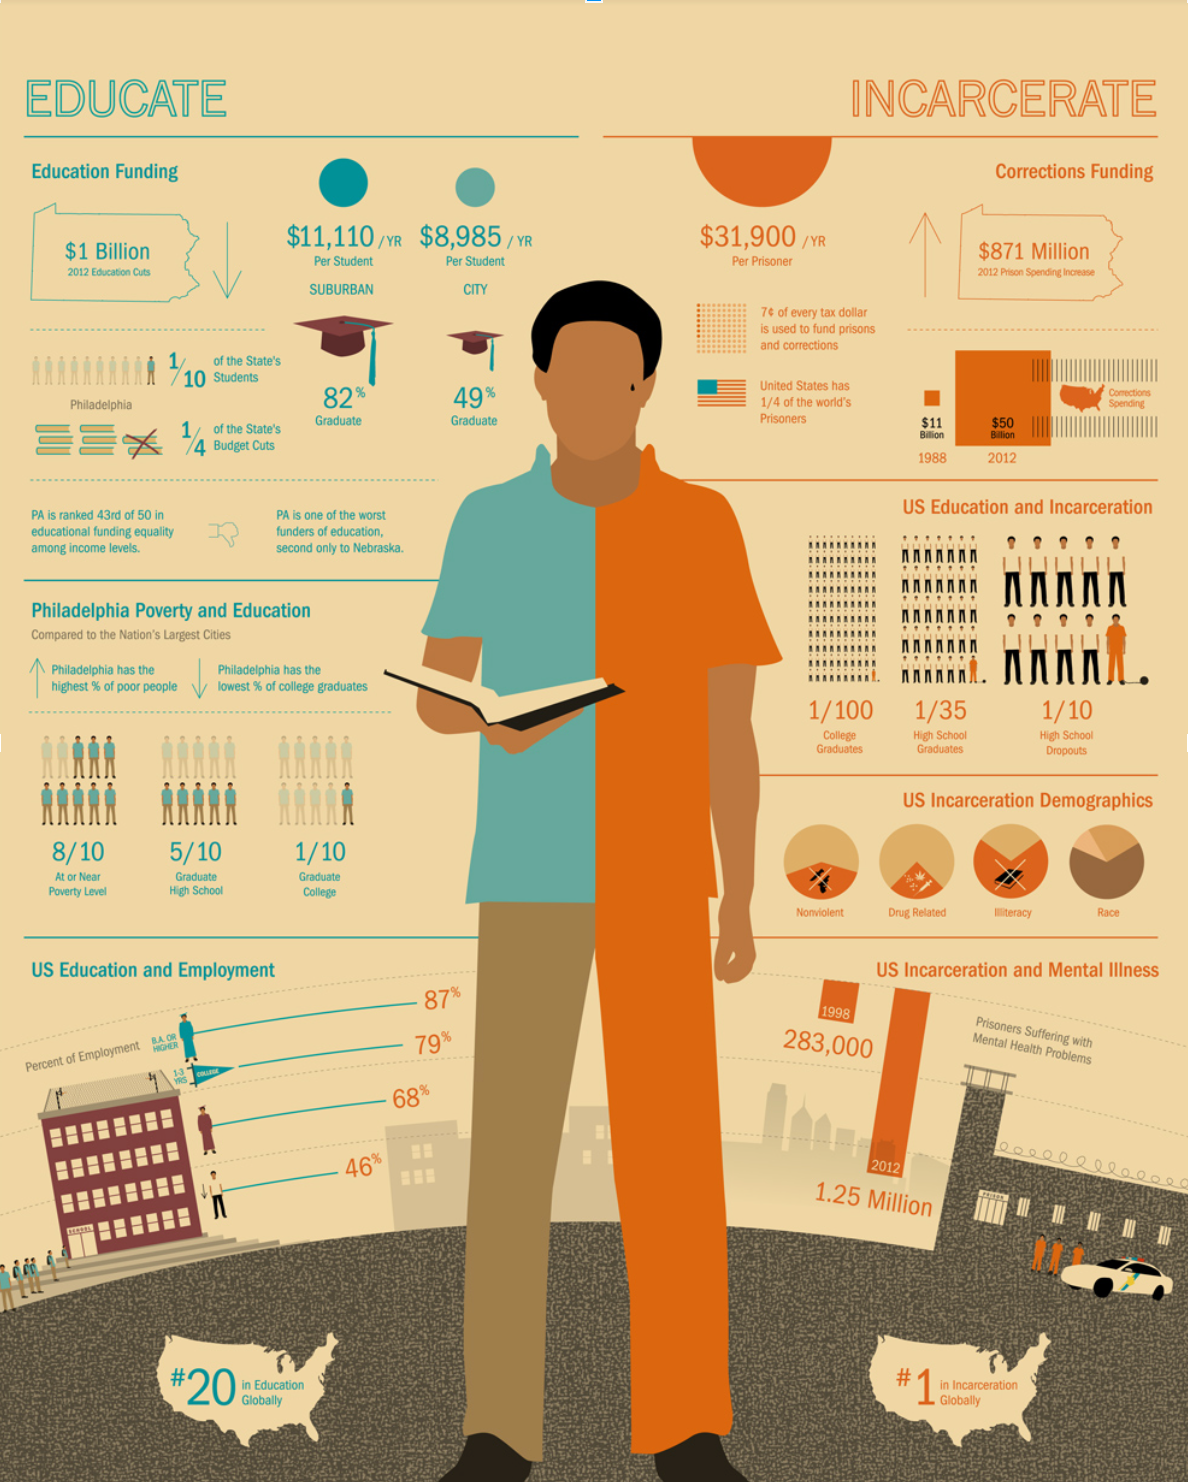 EDUCATE
Education Funding
$1 Billion
2012 Education Cuts
$11,110 / YR
Per Student
SUBURBAN
$8,985 / YR
Per Student
CITY
82%
Graduate
49%
Graduate
1/10
of the State's
Students
Philadelphia
1/4
of the State's
Budget Cuts
PA is ranked 43rd of 50 in
educational funding equality
among income levels.
PA is one of the worst
funders of education,
second only to Nebraska.
Philadelphia Poverty and Education
Compared to the Nation's Largest Cities
Philadelphia has the
highest % of poor people
Philadelphia has the
lowest % of college graduates
8/10
At or Near
Poverty Level
5/10
Graduate
High School
1/10
Graduate
College
US Education and Employment
Percent of Employment
B.A. OR
HIGHER
87%
1-3
YRS
COLLEGE
79%
68%
46%
SCHOOL
#20
in Education
Globally
INCARCERATE
Corrections Funding
$31,900 / YR
Per Prisoner
$871 Million
2012 Prison Spending Increase
7¢ of every tax dollar
is used to fund prisons
and corrections
United States has
1/4 of the world's
Prisoners
$11
Billion
1988
$50
Billion
2012
Corrections
Spending
US Education and Incarceration
1/100
College
Graduates
1/35
High School
Graduates
1/10
High School
Dropouts
US Incarceration Demographics
Nonviolent
Drug Related
Illiteracy
Race
US Incarceration and Mental Illness
1998
283,000
2012
1.25 Million
Prisoners Suffering with
Mental Health Problems
PRISON
#1
in Incarceration
Globally